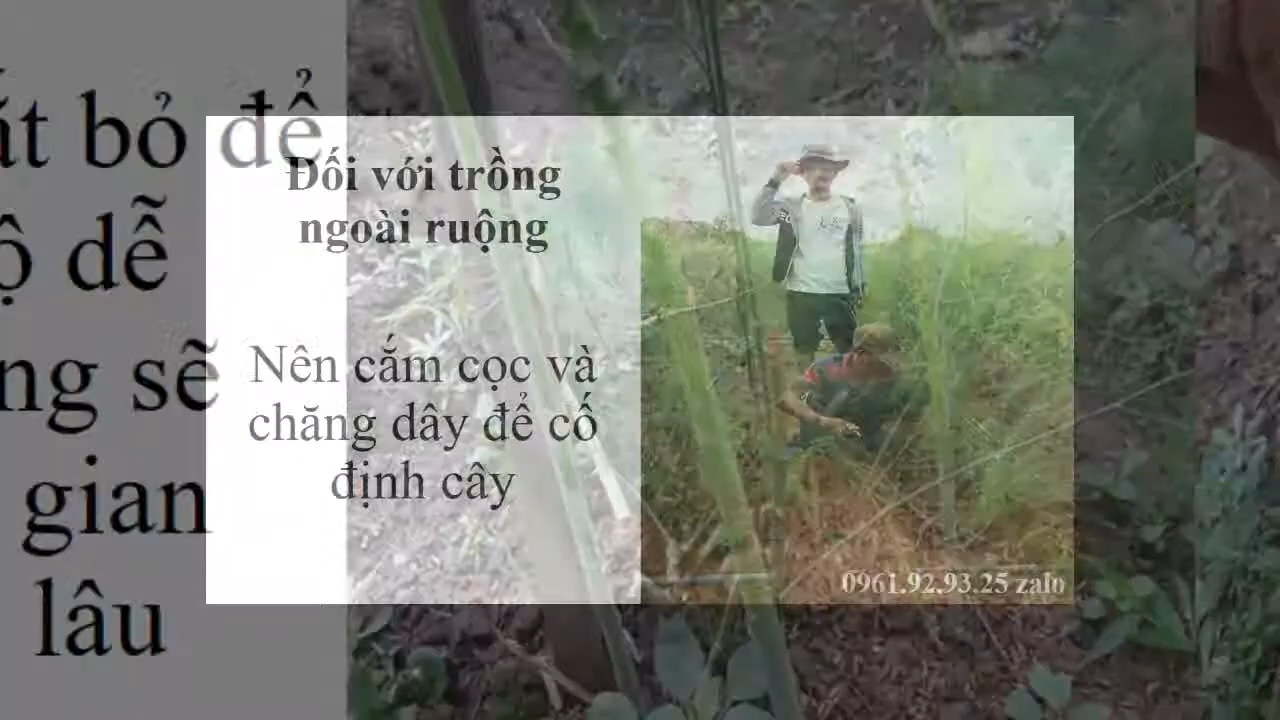 ắt bỏ để
ộ dễ
ng sẽ
gian
lâu
Đối với trồng
ngoài ruộng
Nên cắm cọc và
chăng dây để cố
định cây
0961.92.93.25 zalo